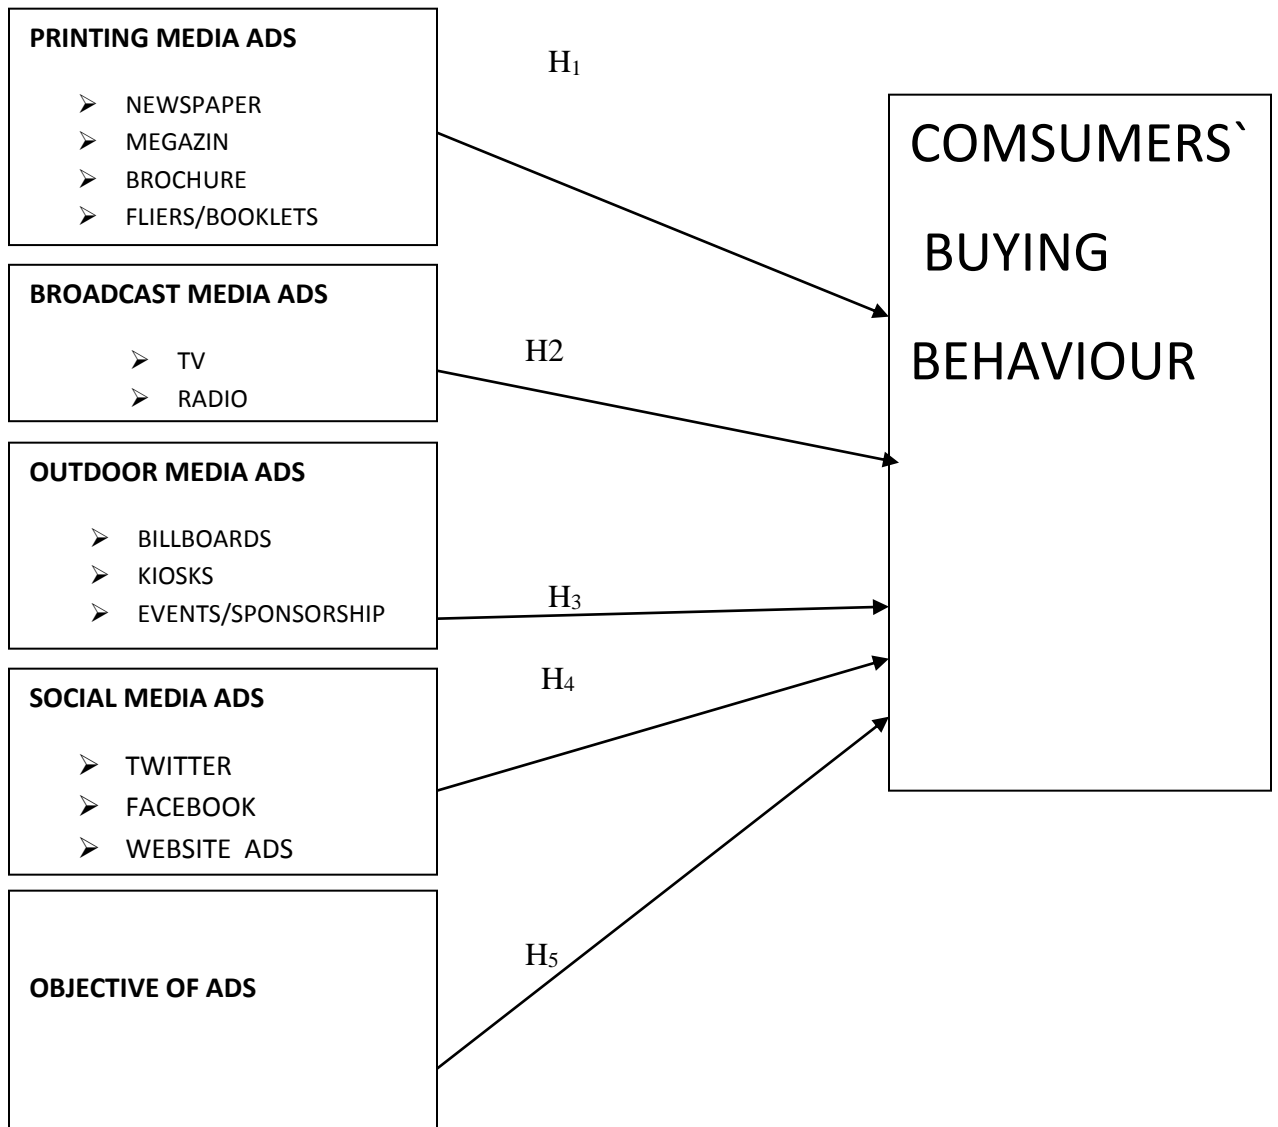 PRINTING MEDIA ADS
➢ NEWSPAPER
➢ MEGAZIN
➢ BROCHURE
➢ FLIERS/BOOKLETS
H₁
BROADCAST MEDIA ADS
➢ TV
➢ RADIO
H2
OUTDOOR MEDIA ADS
➢ BILLBOARDS
➢ KIOSKS
➢ EVENTS/SPONSORSHIP
H₃
SOCIAL MEDIA ADS
➢ TWITTER
➢ FACEBOOK
➢ WEBSITE ADS
H₄
OBJECTIVE OF ADS
H₅
COMSUMERS`
BUYING
BEHAVIOUR